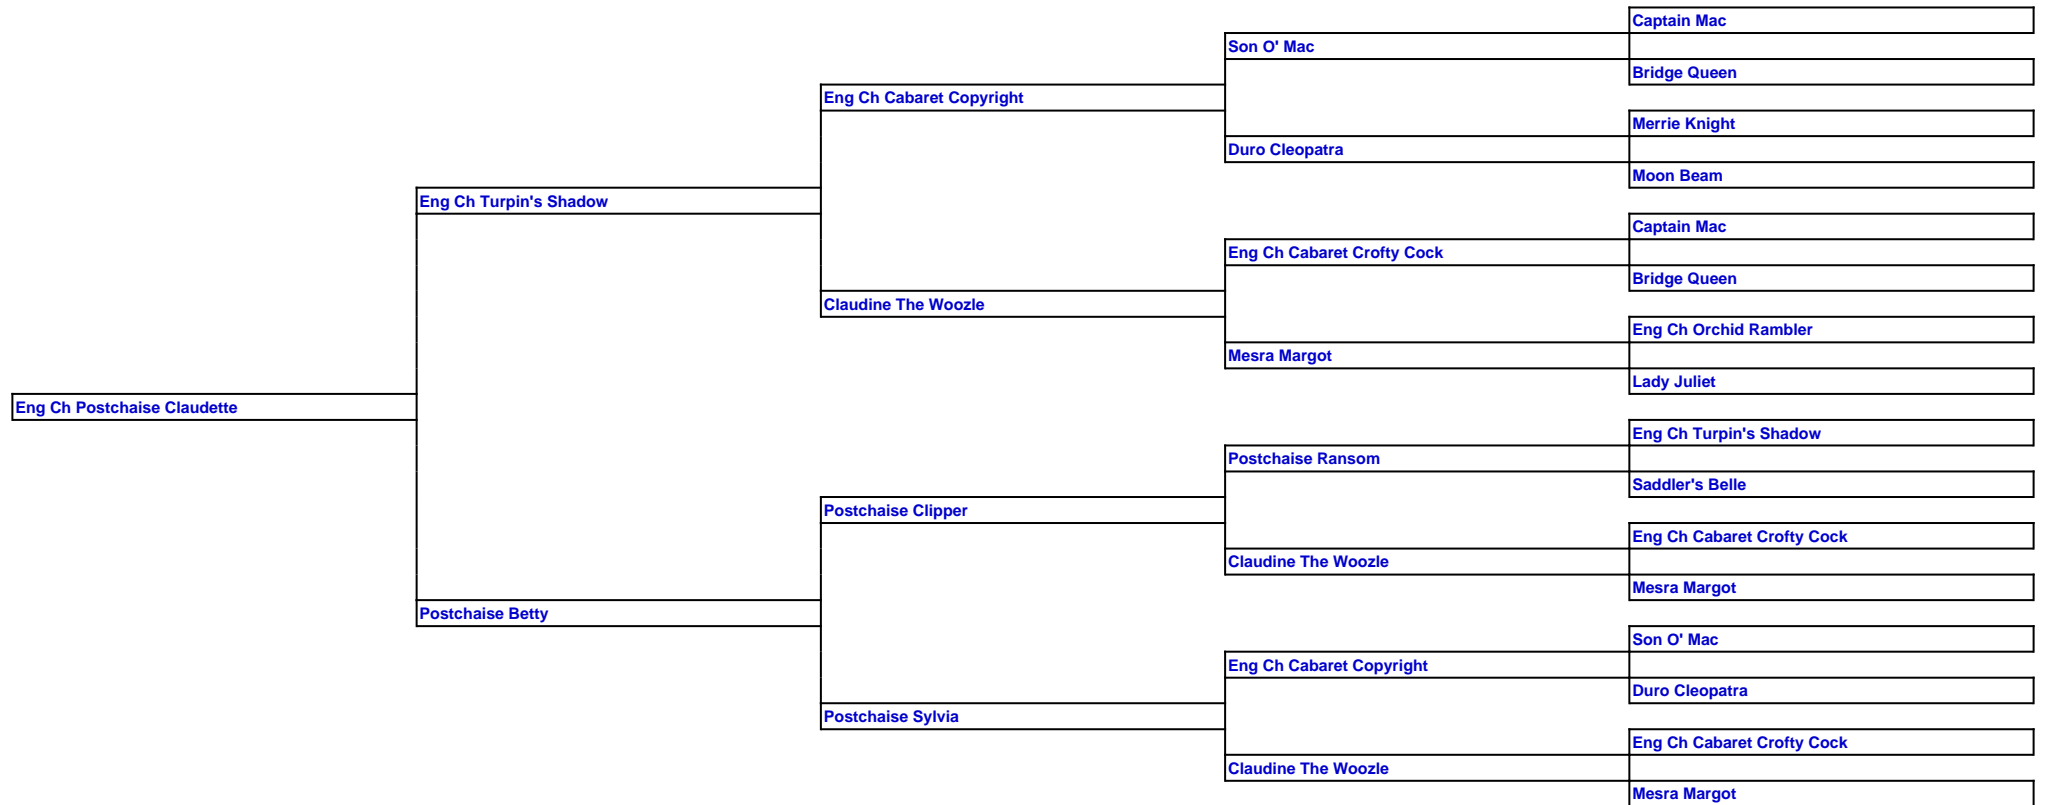 Captain Mac
Son O' Mac
Bridge Queen
Eng Ch Cabaret Copyright
Merrie Knight
Duro Cleopatra
Moon Beam
Eng Ch Turpin's Shadow
Captain Mac
Eng Ch Cabaret Crofty Cock
Bridge Queen
Claudine The Woozle
Eng Ch Orchid Rambler
Mesra Margot
Lady Juliet
Eng Ch Postchaise Claudette
Eng Ch Turpin's Shadow
Postchaise Ransom
Saddler's Belle
Postchaise Clipper
Eng Ch Cabaret Crofty Cock
Claudine The Woozle
Mesra Margot
Postchaise Betty
Son O' Mac
Eng Ch Cabaret Copyright
Duro Cleopatra
Postchaise Sylvia
Eng Ch Cabaret Crofty Cock
Claudine The Woozle
Mesra Margot